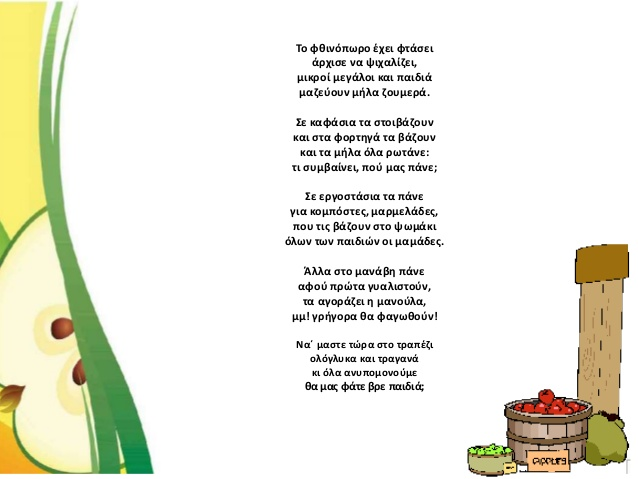 Το φθινόπωρο έχει φτάσει
άρχισε να ψιχαλίζει,
μικροί μεγάλοι και παιδιά
μαζεύουν μήλα ζουμερά.
Σε καφάσια τα στοιβάζουν
και στα φορτηγά τα βάζουν
και τα μήλα όλα ρωτάνε:
τι συμβαίνει, πού μας πάνε;
Σε εργοστάσια τα πάνε
για κομπόστες, μαρμελάδες,
που τις βάζουν στο ψωμάκι
όλων των παιδιών οι μαμάδες.
Άλλα στο μανάβη πάνε
αφού πρώτα γυαλιστούν,
τα αγοράζει η μανούλα,
μμ! γρήγορα θα φαγωθούν!
Να΄ μαστε τώρα στο τραπέζι
ολόγλυκα και τραγανά
κι όλα ανυπομονούμε
θα μας φάτε βρε παιδιά;